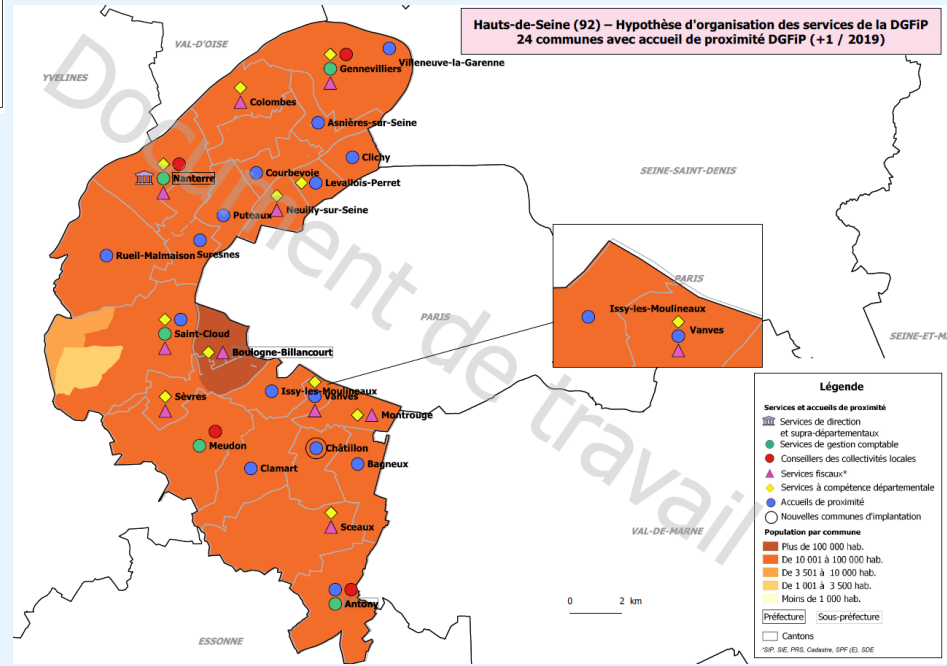 Hauts-de-Seine (92) – Hypothèse d'organisation des services de la DGFiP
24 communes avec accueil de proximité DGFiP (+1 / 2019)
VAL-D'OISE
YVELINES
Villeneuve-la-Garenne
Gennevilliers
Colombes
Asnières-sur-Seine
Clichy
Courbevoie
Levallois-Perret
Nanterre
Neuilly-sur-Seine
Puteaux
Suresnes
Rueil-Malmaison
SEINE-SAINT-DENIS
PARIS
Issy-les-Moulineaux
Vanves
PARIS
SEINE-ET-M
Saint-Cloud
Boulogne-Billancourt
Issy-les-Moulineaux
Vanves
Sèvres
Montrouge
Meudon
Châtillon
Clamart
Bagneux
Sceaux
VAL-DE-MARNE
Antony
ESSONNE
0 2 km
Document de travail
Légende
Services et accueils de proximité
Services de direction
et supra-départementaux
Services de gestion comptable
Conseillers des collectivités locales
Services fiscaux*
Services à compétence départementale
Accueils de proximité
Nouvelles communes d'implantation
Population par commune
Plus de 100 000 hab.
De 10 001 à 100 000 hab.
De 3 501 à 10 000 hab.
De 1 001 à 3 500 hab.
Moins de 1 000 hab.
Préfecture Sous-préfecture
Cantons
*SIP, SIE, PRS, Cadastre, SPF (E), SDE